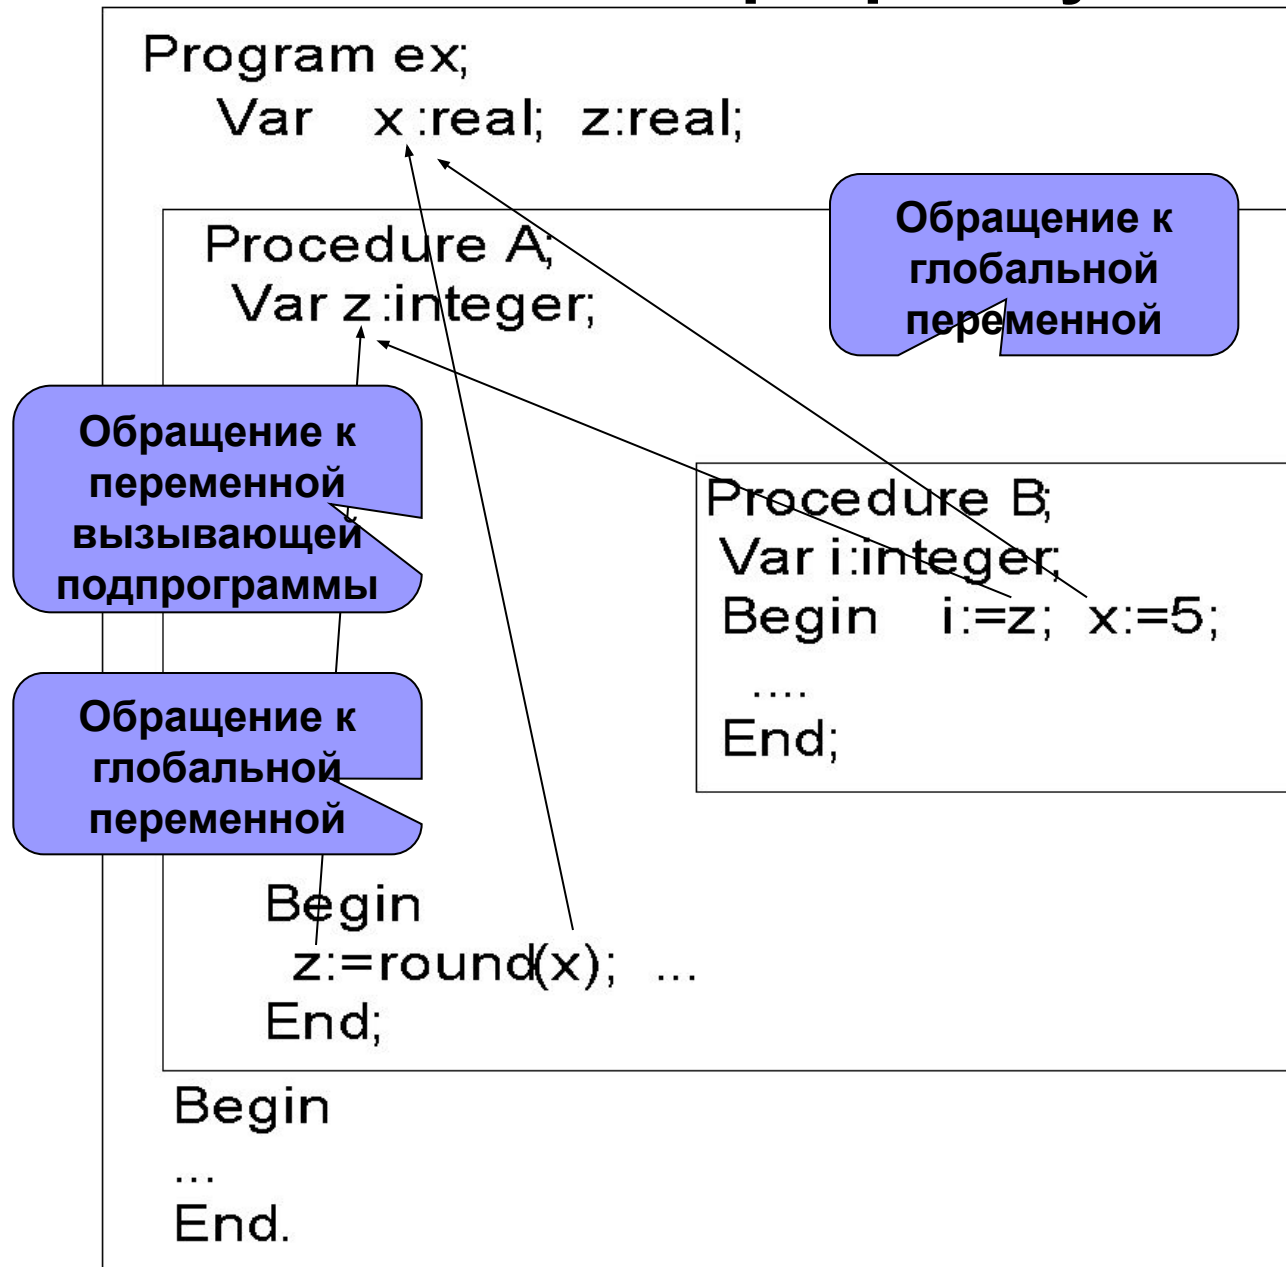 Program ex;
Var x :real; z:real;
Обращение к
глобальной
переменной
Procedure A;
Var z :integer;
Обращение к
переменной
вызывающей
подпрограммы
Procedure B;
Var i :integer;
Begin i:=z; x:=5;
....
End;
Обращение к
глобальной
переменной
Begin
z:=round(x); ...
End;
Begin
...
End.